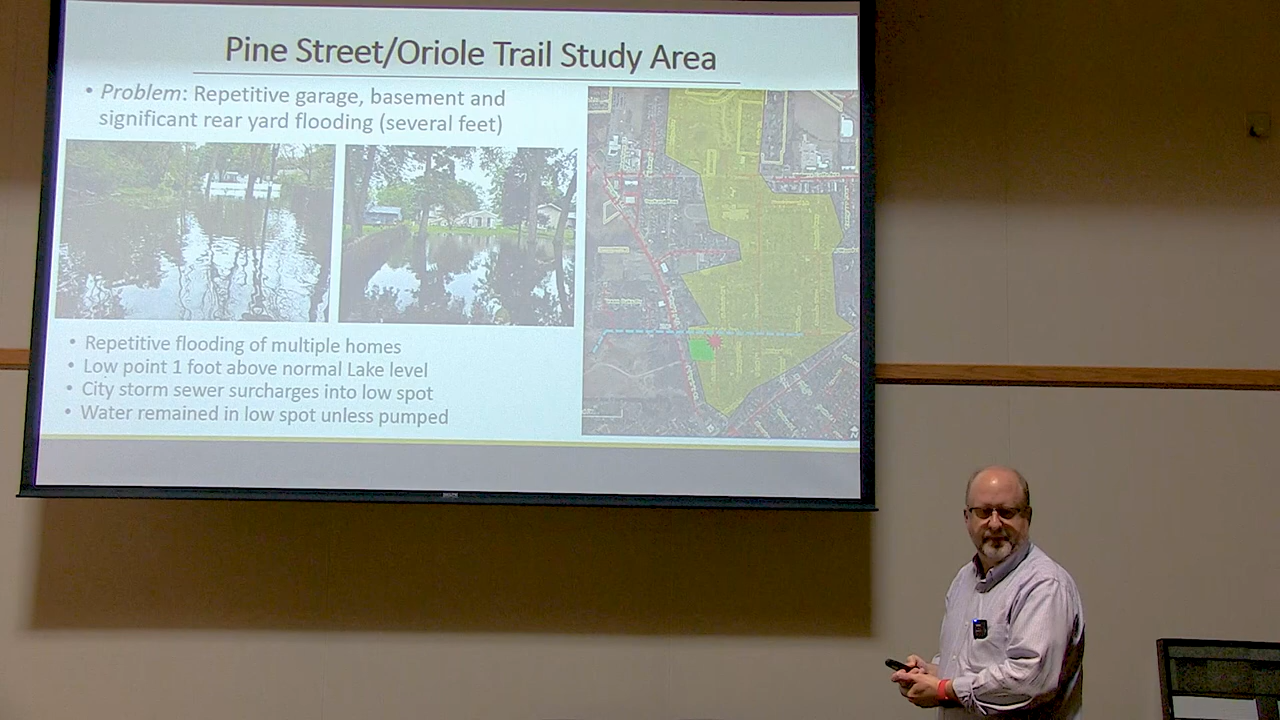 Pine Street/Oriole Trail Study Area
• Problem: Repetitive garage, basement and
significant rear yard flooding (several feet)
• Repetitive flooding of multiple homes
• Low point 1 foot above normal Lake level
• City storm sewer surcharges into low spot
• Water remained in low spot unless pumped